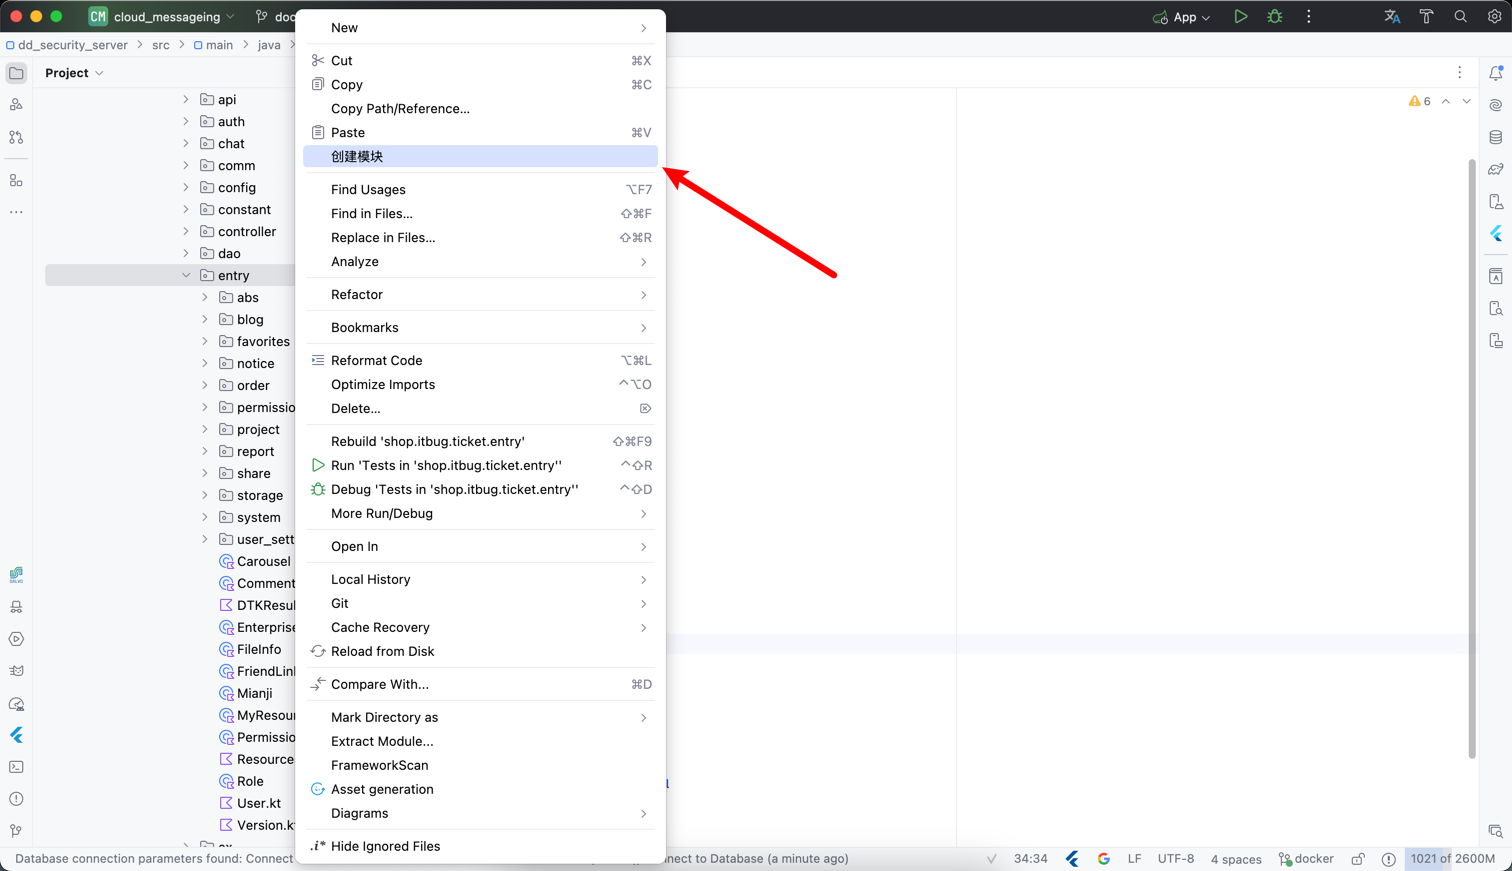 CM cloud_messageing
doc
App
dd_security_server > src > main > java
Project
6
api
auth
chat
comm
config
constant
controller
dao
entry
abs
blog
favorites
notice
order
permissio
project
report
share
storage
system
user_sett
Carousel
Comment
DTKResul
Enterprise
FileInfo
FriendLin
Mianji
MyResour
Permissio
Resource
Role
User.kt
Version.kt
New
Cut ⌘X
Copy ⌘C
Copy Path/Reference...
Paste ⌘V
创建模块
Find Usages ⌥F7
Find in Files... ⇧⌘F
Replace in Files... ⇧⌘R
Analyze
Refactor
Bookmarks
Reformat Code ⌥⌘L
Optimize Imports ^⌥O
Delete... ⌦
Rebuild 'shop.itbug.ticket.entry' ⇧⌘F9
Run 'Tests in 'shop.itbug.ticket.entry'' ^⇧R
Debug 'Tests in 'shop.itbug.ticket.entry'' ^⇧D
More Run/Debug
Open In
Local History
Git
Cache Recovery
Reload from Disk
Compare With... ⌘D
Mark Directory as
Extract Module...
FrameworkScan
Asset generation
Diagrams
.i* Hide Ignored Files
Database connection parameters found: Connect
nnect to Database (a minute ago)
34:34 LF UTF-8 4 spaces docker 1021 of 2600M